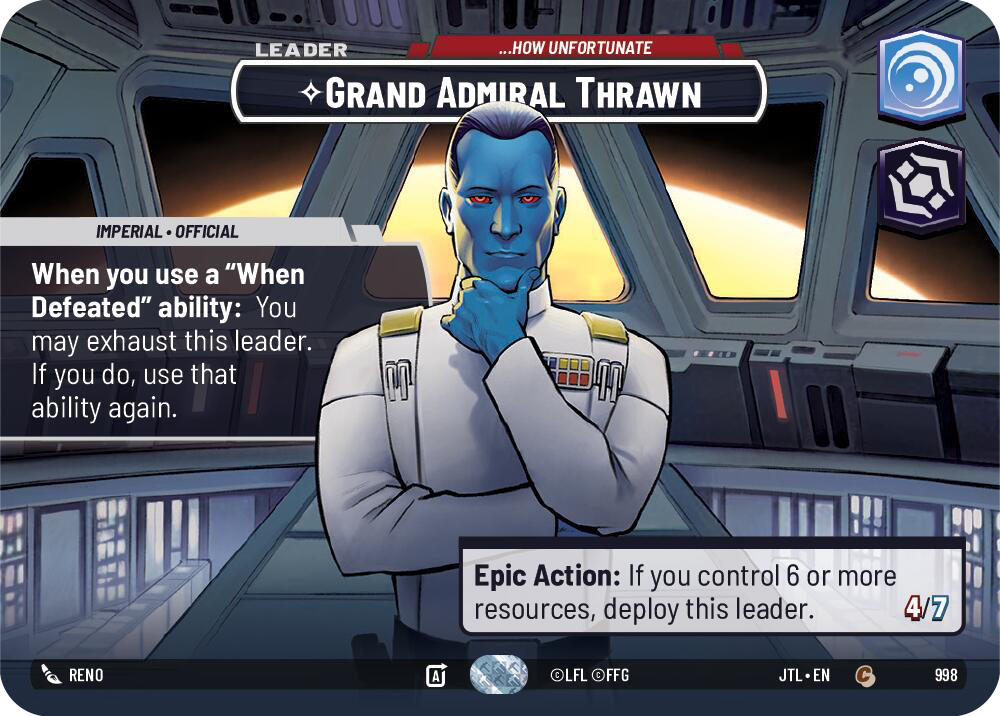 LEADER
...HOW UNFORTUNATE
GRAND ADMIRAL THRAWN
IMPERIAL • OFFICIAL
When you use a “When
Defeated” ability: You
may exhaust this leader.
If you do, use that
ability again.
Epic Action: If you control 6 or more
resources, deploy this leader.
4/7
RENO
A
©LFL ©FFG
JTL • EN
C
998